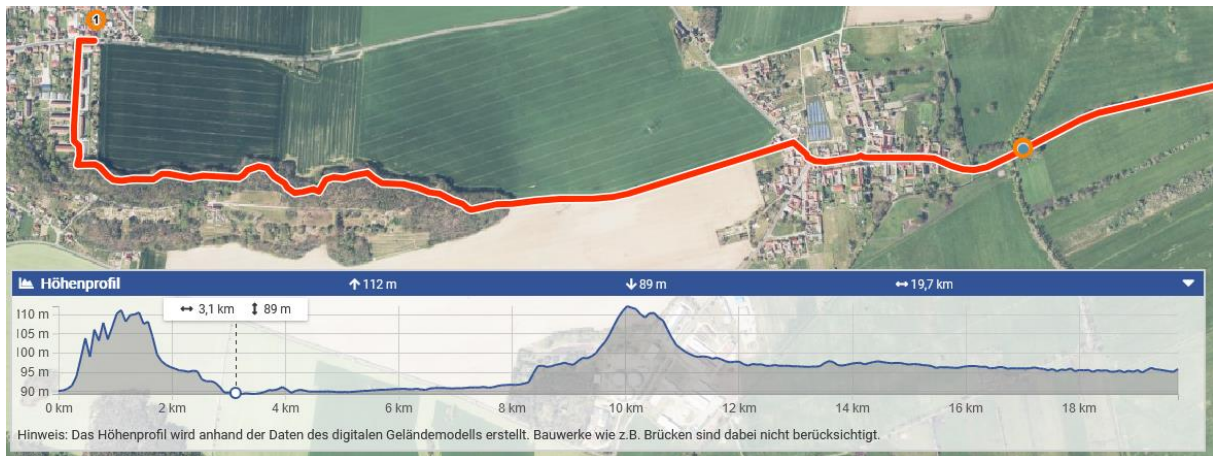 1
Höhenprofil 112 m 89 m 19,7 km
3,1 km 89 m
110 m
105 m
100 m
95 m
90 m
0 km 2 km 4 km 6 km 8 km 10 km 12 km 14 km 16 km 18 km
Hinweis: Das Höhenprofil wird anhand der Daten des digitalen Geländemodells erstellt. Bauwerke wie z.B. Brücken sind dabei nicht berücksichtigt.